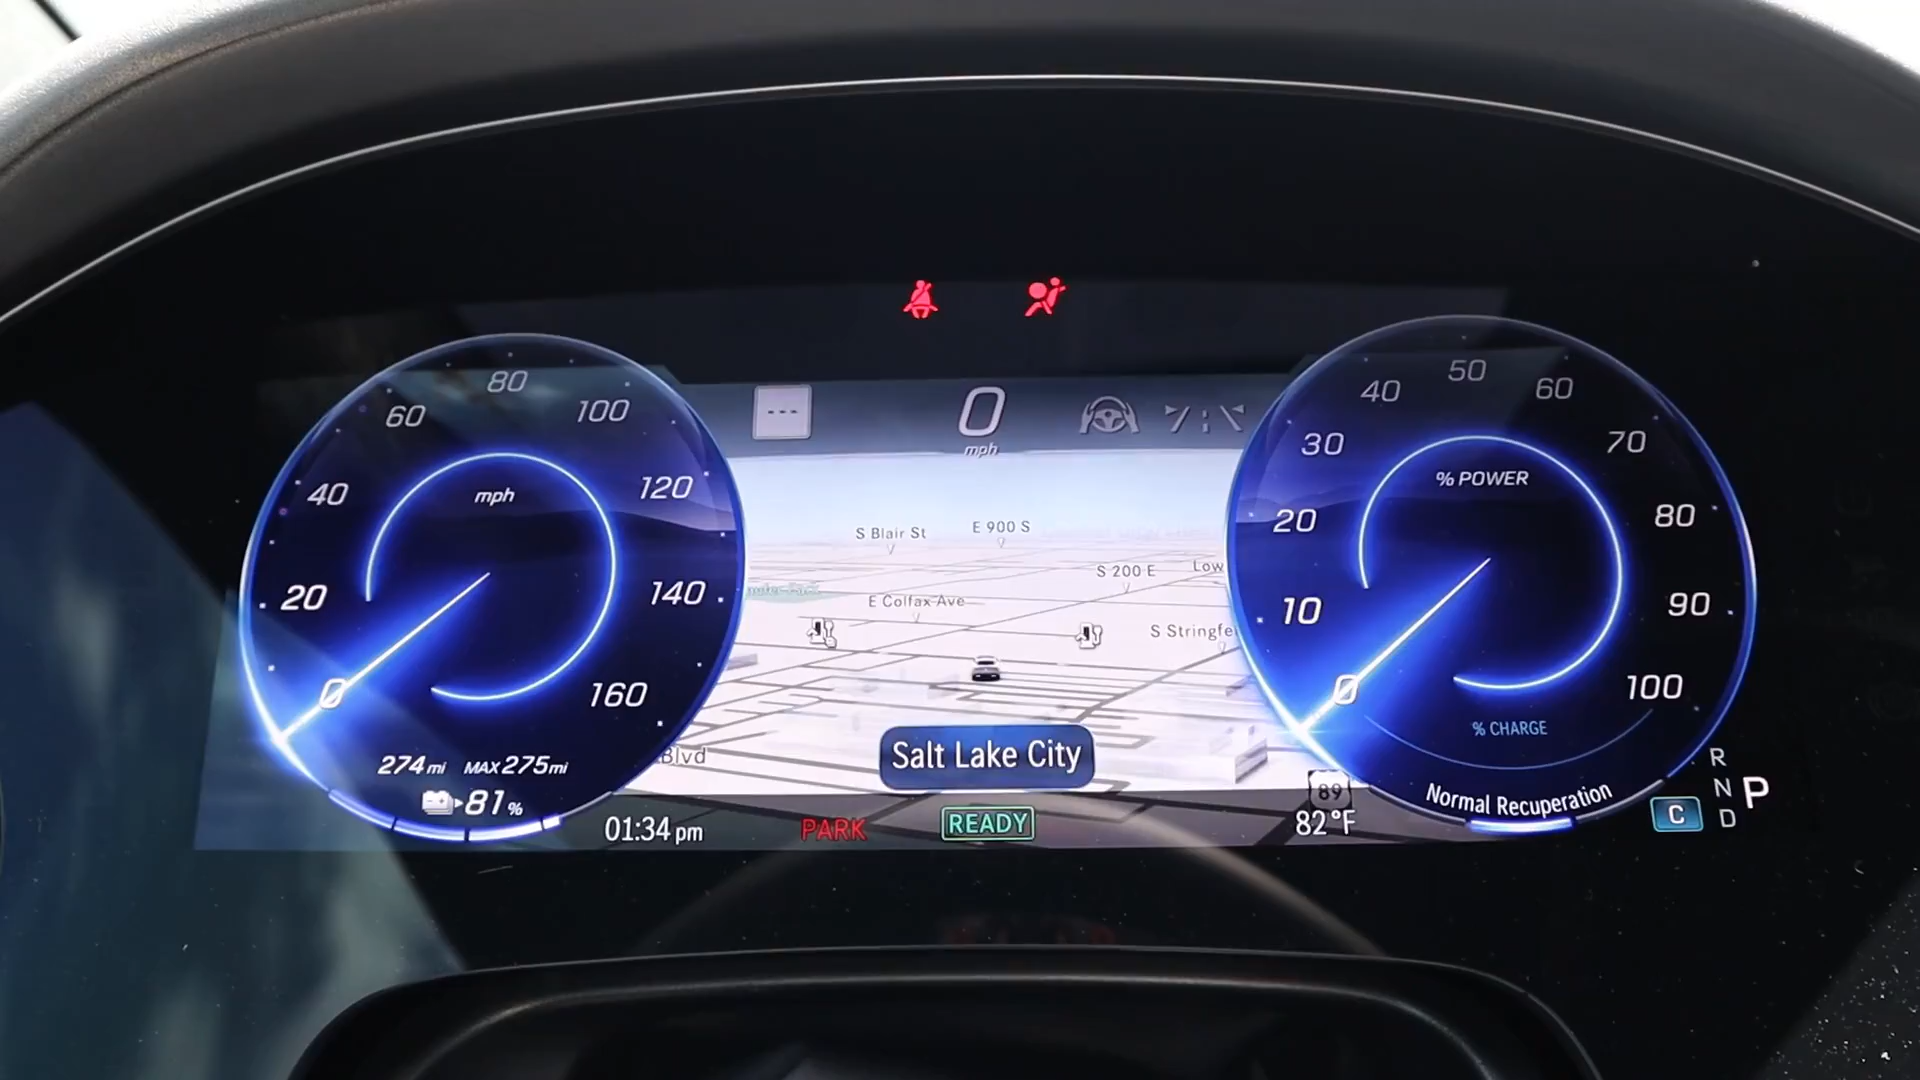 ---
0
mph
80
60
100
40
120
mph
20
140
0
160
274 mi MAX 275 mi
81%
S Blair St
E 900 S
S 200 E
Low
E Colfax Ave
S Stringfe
Blvd
Salt Lake City
89
50
40
60
30
70
% POWER
20
80
10
90
0
100
% CHARGE
Normal Recuperation
01:34 pm
PARK
READY
82°F
C
R
N
D
P